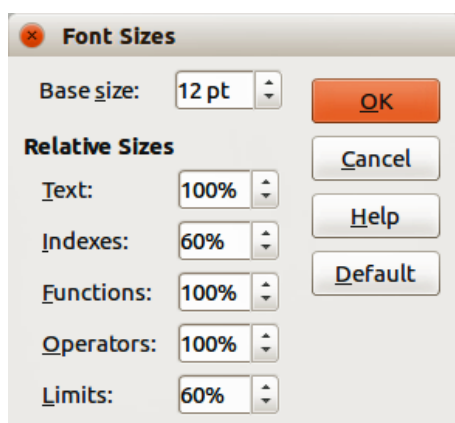 Font Sizes
Base size: 12 pt
OK
Relative Sizes
Cancel
Text: 100%
Help
Indexes: 60%
Default
Functions: 100%
Operators: 100%
Limits: 60%